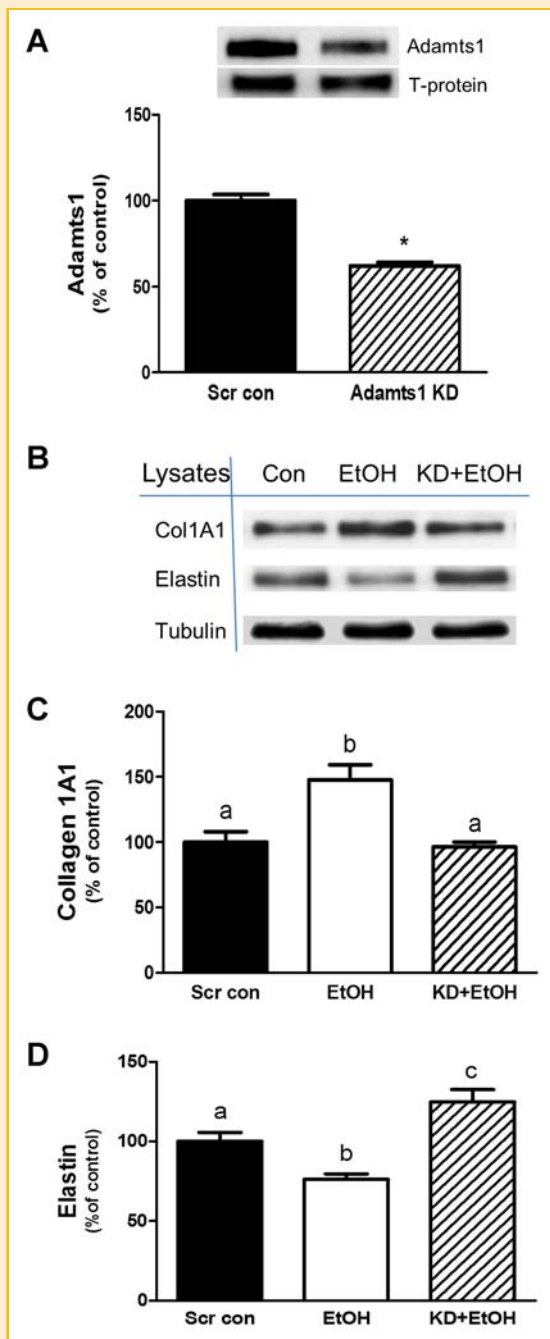 A
Adamts1
T-protein
Adamts1
(% of control)
150
100
50
0
*
Scr con Adamts1 KD
B
Lysates Con EtOH KD+EtOH
Col1A1
Elastin
Tubulin
C
Collagen 1A1
(% of control)
200
150
100
50
0
a b a
Scr con EtOH KD+EtOH
D
Elastin
(%of control)
150
100
50
0
a b c
Scr con EtOH KD+EtOH